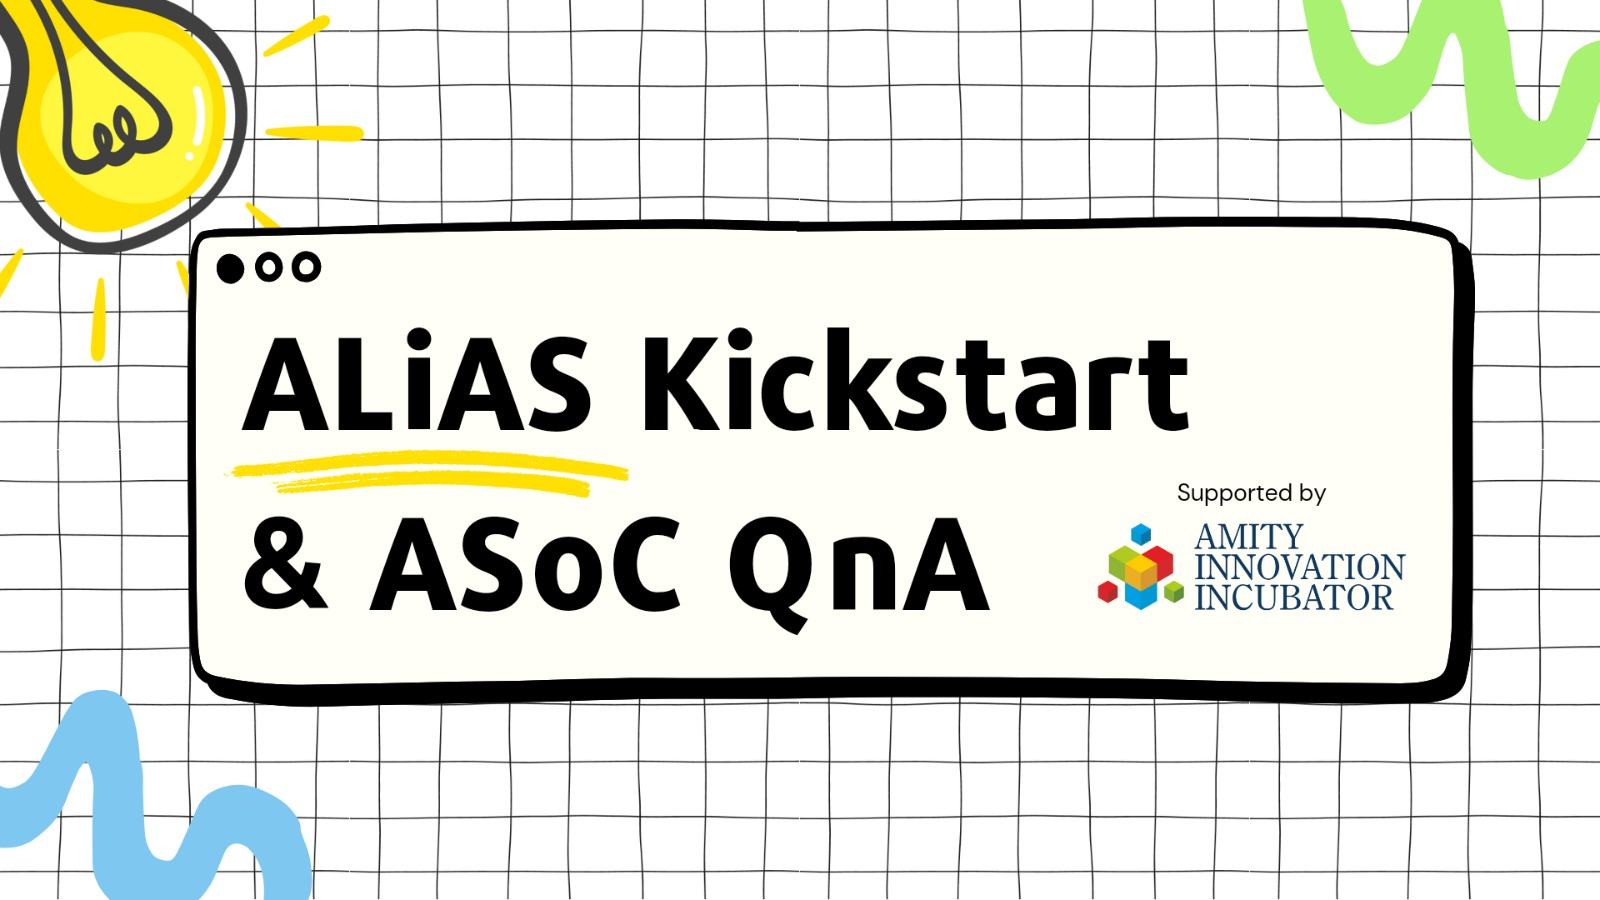 ALiAS Kickstart
& ASoC QnA
Supported by
AMITY
INNOVATION
INCUBATOR